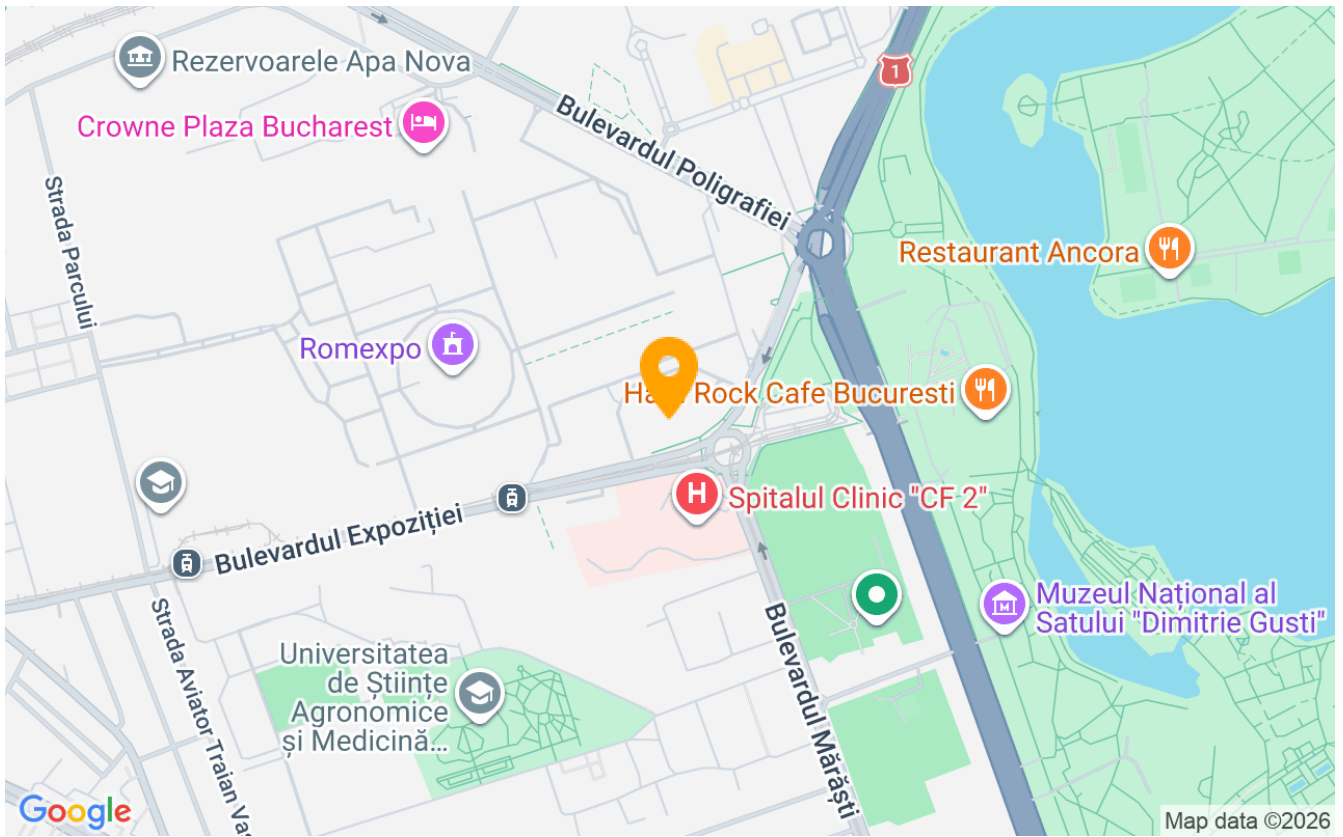 Rezervoarele Apa Nova
Crowne Plaza Bucharest
Bulevardul Poligrafiei
1
Strada Parcului
Restaurant Ancora
Romexpo
Rock Cafe Bucuresti
H
Spitalul Clinic "CF 2"
Bulevardul Expoziției
Muzeul Național al
Satului "Dimitrie Gusti"
M
Strada Aviator Traian
Bulevardul Mărăști
Universitatea
de Științe
Agronomice
și Medicină...
Google
Map data ©2026